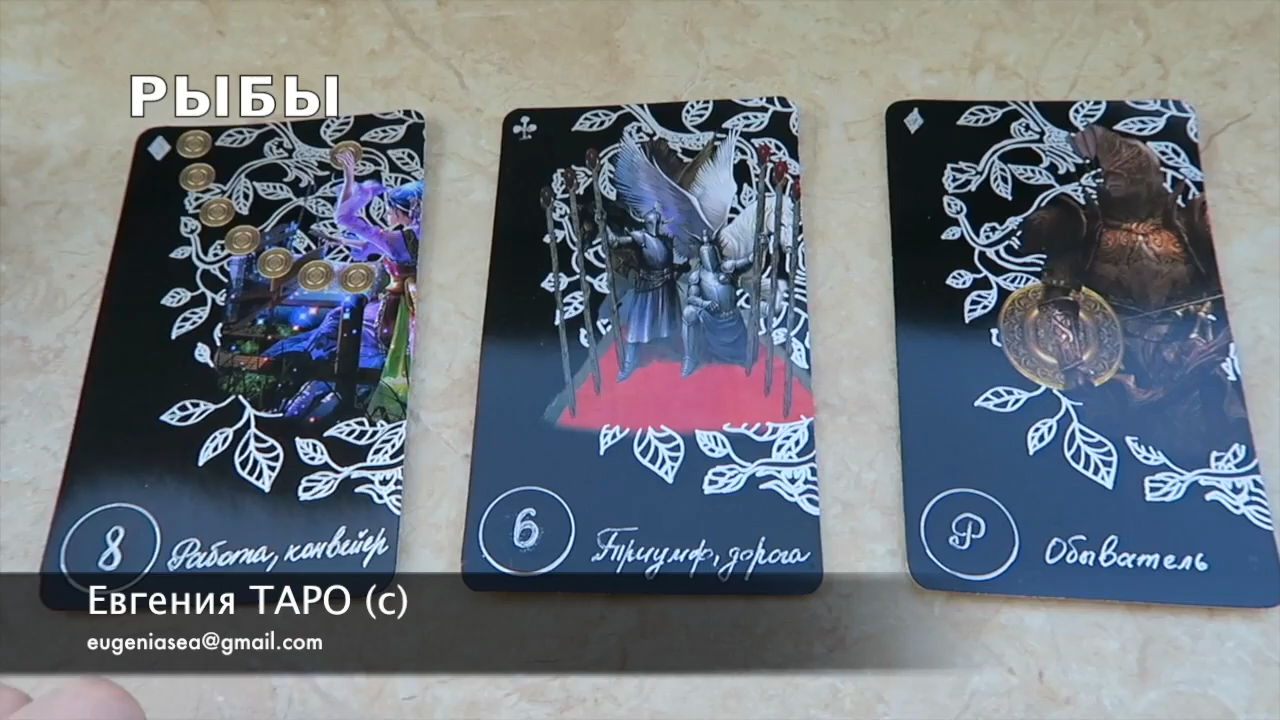 РЫБЫ
8 Работа, конвейер
6 Триумф, дорога
Р Обыватель
Евгения ТАРО (c)
eugeniasea@gmail.com